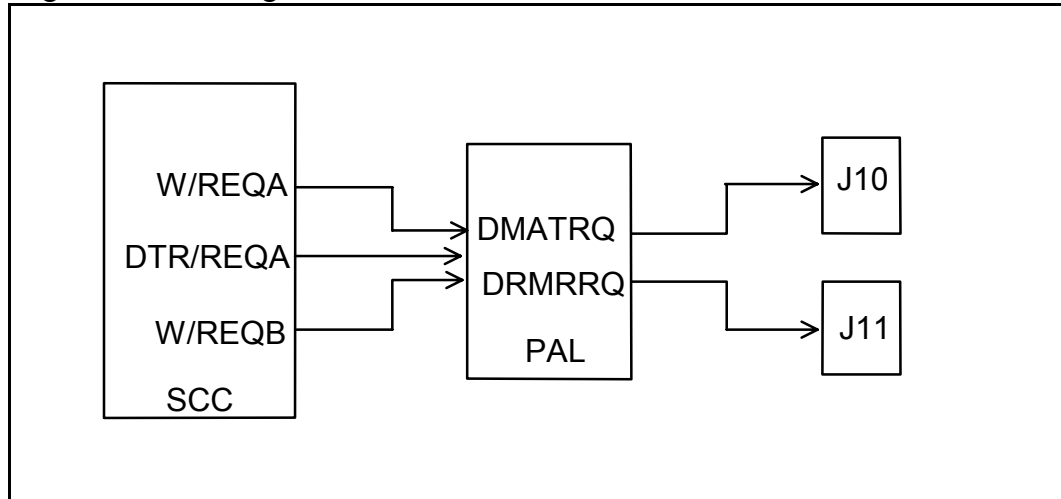 W/REQA
DTR/REQA
W/REQB
SCC
DMATRQ
DRMRRQ
PAL
J10
J11